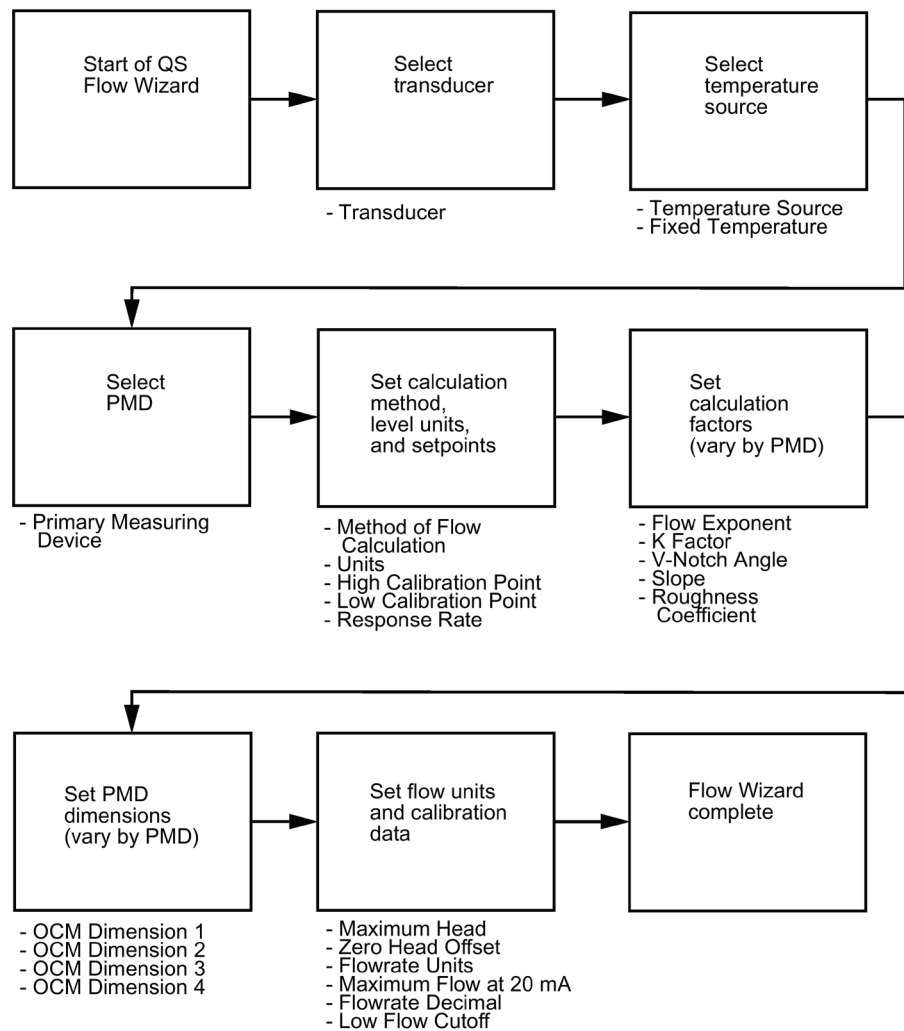 Start of QS
Flow Wizard
Select
transducer
Select
temperature
source
- Transducer
- Temperature Source
- Fixed Temperature
Select
PMD
Set calculation
method,
level units,
and setpoints
Set
calculation
factors
(vary by PMD)
- Primary Measuring
Device
- Method of Flow
Calculation
- Units
- High Calibration Point
- Low Calibration Point
- Response Rate
- Flow Exponent
- K Factor
- V-Notch Angle
- Slope
- Roughness
Coefficient
Set PMD
dimensions
(vary by PMD)
Set flow units
and calibration
data
Flow Wizard
complete
- OCM Dimension 1
- OCM Dimension 2
- OCM Dimension 3
- OCM Dimension 4
- Maximum Head
- Zero Head Offset
- Flowrate Units
- Maximum Flow at 20 mA
- Flowrate Decimal
- Low Flow Cutoff